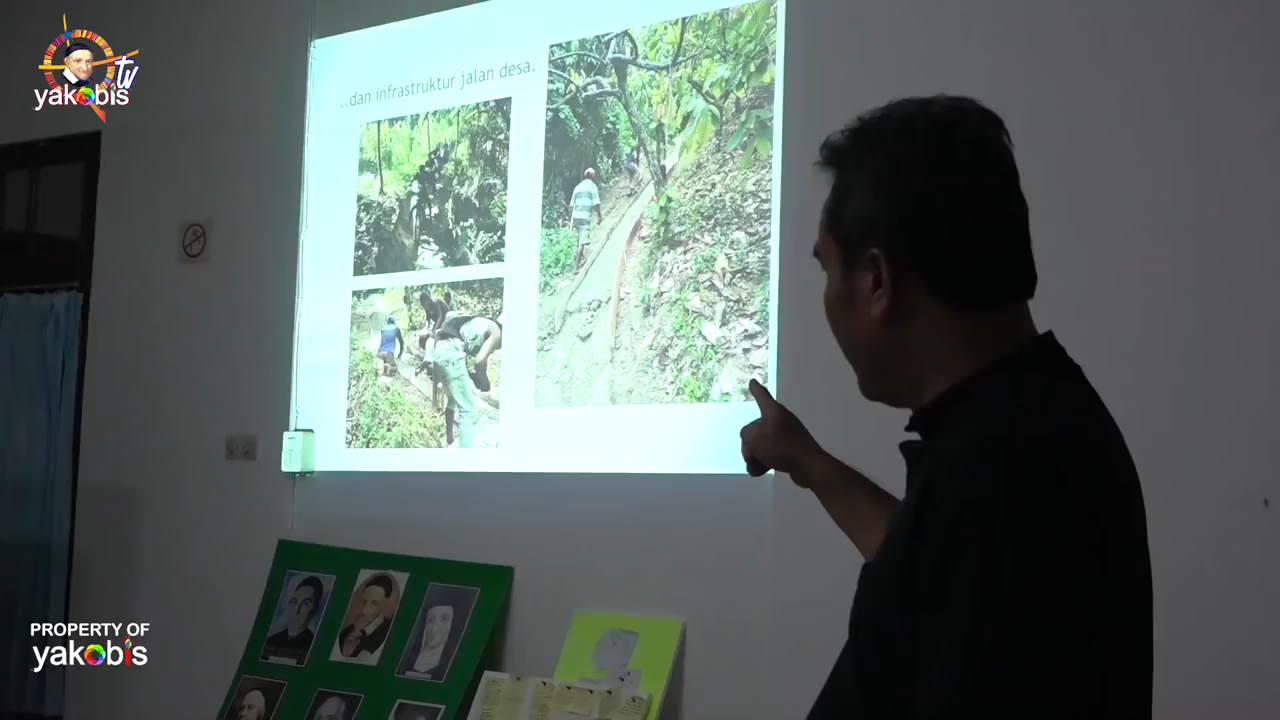 tv
yakobis
..dan infrastruktur jalan desa.
PROPERTY OF
yakobis